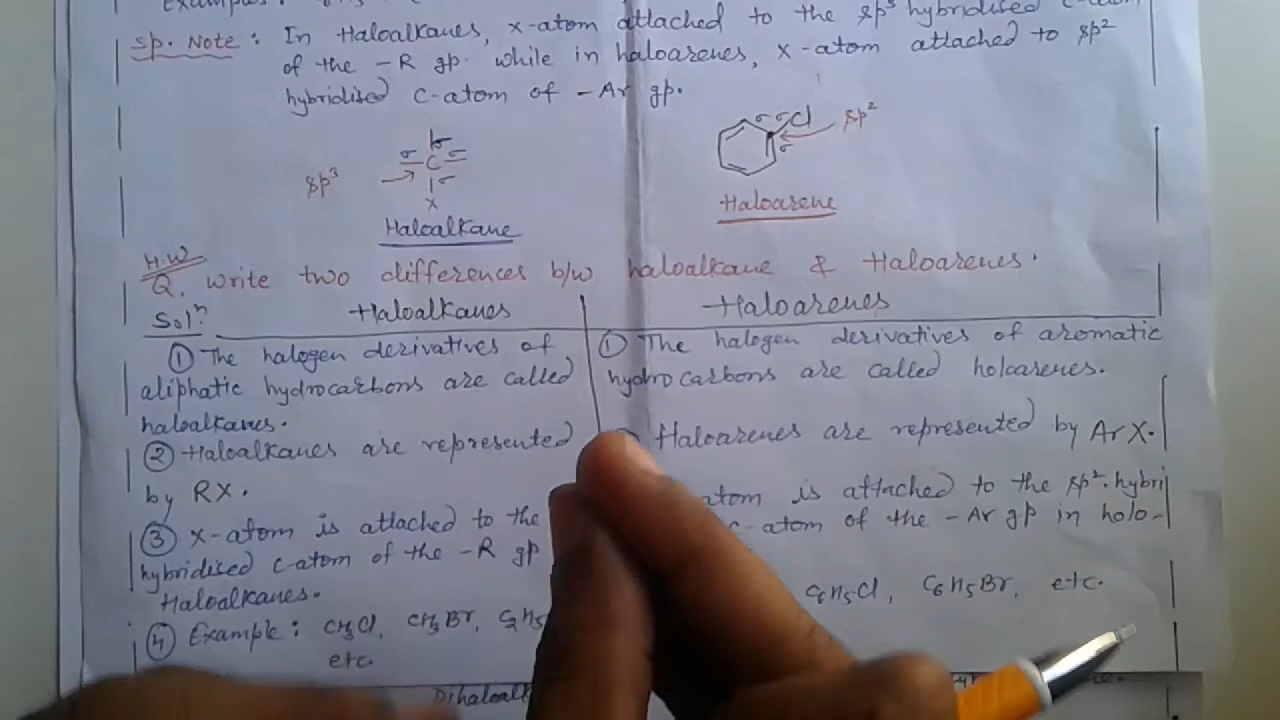 Examples :
Sp. Note : In Haloalkanes, x-atom attached to the sp³ hybridised C-atom
of the -R gp. while in haloarenes, X-atom attached to sp²
hybridised C-atom of -Ar gp.
σ σ Cl sp²
σ
σ
σ C σ
sp³
σ
X
Haloalkane
Haloarene
H.W
Q. Write two differences b/w haloalkane & Haloarenes.
Solⁿ.
Haloalkanes
Haloarenes
① The halogen derivatives of
aliphatic hydrocarbons are called
haloalkanes.
② Haloalkanes are represented
by RX.
③ X-atom is attached to the
hybridised C-atom of the -R gp
Haloalkanes.
④ Example : CH₃Cl, CH₃Br,
etc.
① The halogen derivatives of aromatic
hydrocarbons are called holoarenes.
Haloarenes are represented by ArX.
atom is attached to the sp². hybri
C-atom of the -Ar gp in holo-
C₆H₅Cl, C₆H₅Br, etc.